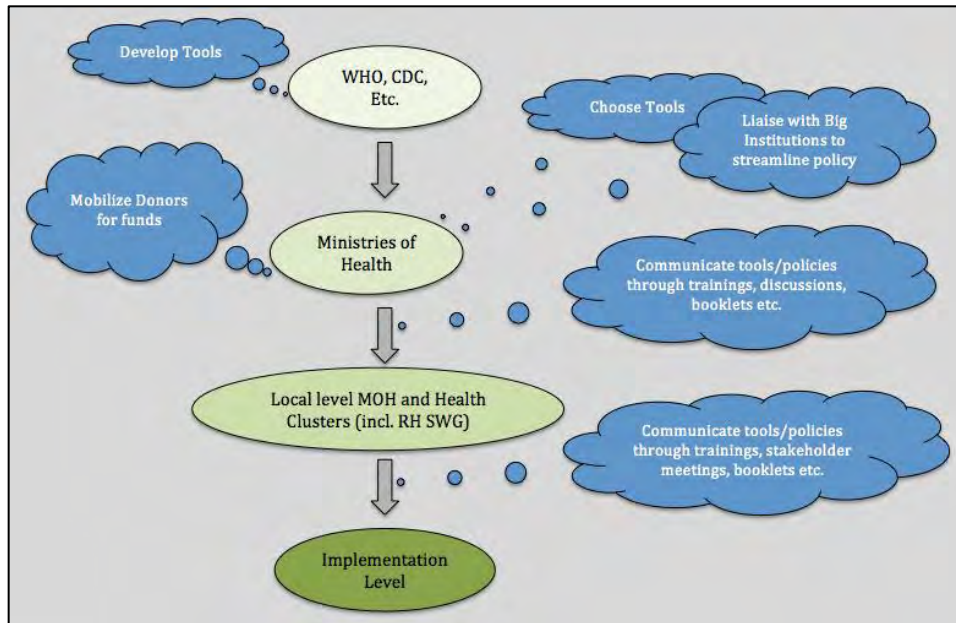 Develop Tools
WHO, CDC,
Etc.
Choose Tools
Liaise with Big
Institutions to
streamline policy
Mobilize Donors
for funds
Ministries of
Health
Communicate tools/policies
through trainings, discussions,
booklets etc.
Local level MOH and Health
Clusters (incl. RH SWG)
Communicate tools/policies
through trainings, stakeholder
meetings, booklets etc.
Implementation
Level